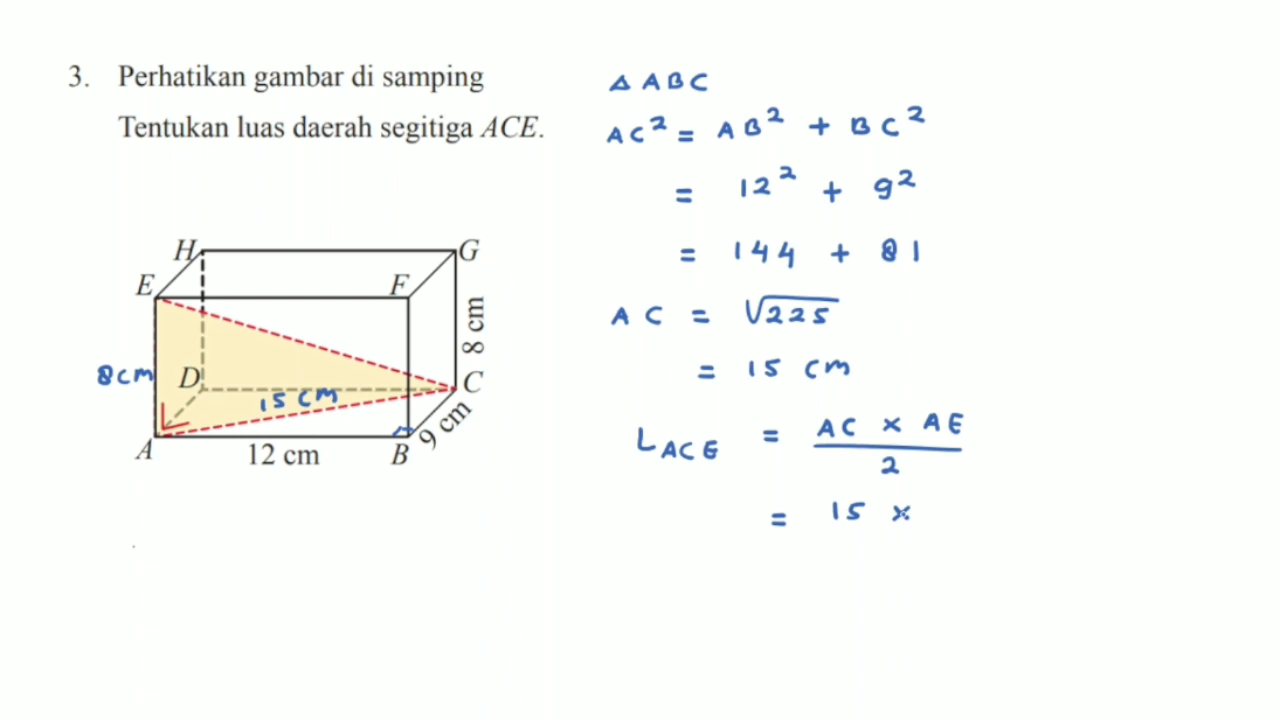 3. Perhatikan gambar di samping
Tentukan luas daerah segitiga ACE.
H
G
E
F
8 cm
8cm
D
15 cm
C
9 cm
A
12 cm
B
Δ ABC
AC² = AB² + BC²
= 12² + 9²
= 144 + 81
AC = √225
= 15 cm
L ACE = AC × AE
2
= 15 ×